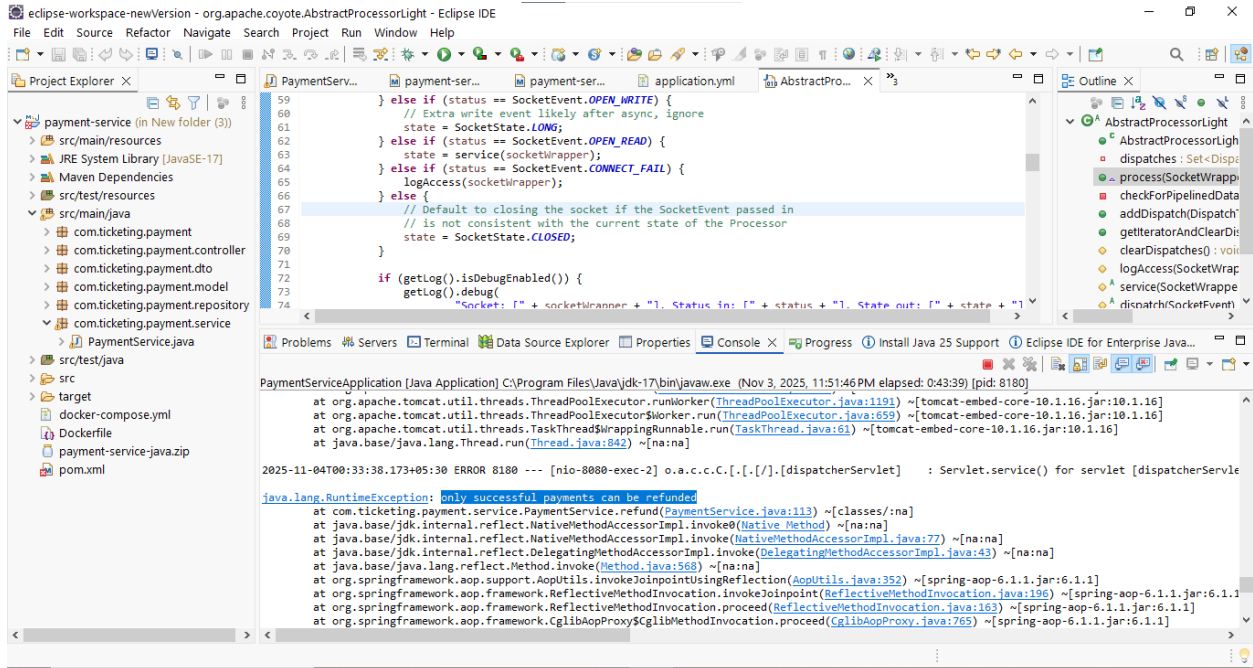 eclipse-workspace-newVersion - org.apache.coyote.AbstractProcessorLight - Eclipse IDE
File Edit Source Refactor Navigate Search Project Run Window Help
Project Explorer
payment-service (in New folder (3))
src/main/resources
JRE System Library [JavaSE-17]
Maven Dependencies
src/test/resources
src/main/java
com.ticketing.payment
com.ticketing.payment.controller
com.ticketing.payment.dto
com.ticketing.payment.model
com.ticketing.payment.repository
com.ticketing.payment.service
PaymentService.java
src/test/java
src
target
docker-compose.yml
Dockerfile
payment-service-java.zip
pom.xml
PaymentServ... payment-ser... payment-ser... application.yml AbstractPro... 3
59 } else if (status == SocketEvent.OPEN_WRITE) {
60 // Extra write event likely after async, ignore
61 state = SocketState.LONG;
62 } else if (status == SocketEvent.OPEN_READ) {
63 state = service(socketWrapper);
64 } else if (status == SocketEvent.CONNECT_FAIL) {
65 logAccess(socketWrapper);
66 } else {
67 // Default to closing the socket if the SocketEvent passed in
68 // is not consistent with the current state of the Processor
69 state = SocketState.CLOSED;
70 }
71
72 if (getLog().isDebugEnabled()) {
73 getLog().debug(
74 "Socket: [" + socketWrapper + "], Status in: [" + status + "], State out: [" + state + "]
Outline
AbstractProcessorLight
AbstractProcessorLigh
dispatches : Set<Dispa
process(SocketWrapp
checkForPipelinedData
addDispatch(DispatchT
getIteratorAndClearDis
clearDispatches() : voi
logAccess(SocketWrap
service(SocketWrappe
dispatch(SocketEvent)
Problems Servers Terminal Data Source Explorer Properties Console Progress Install Java 25 Support Eclipse IDE for Enterprise Java...
PaymentServiceApplication [Java Application] C:\Program Files\Java\jdk-17\bin\javaw.exe (Nov 3, 2025, 11:51:46 PM elapsed: 0:43:39) [pid: 8180]
at org.apache.tomcat.util.threads.ThreadPoolExecutor.runWorker(ThreadPoolExecutor.java:1191) ~[tomcat-embed-core-10.1.16.jar:10.1.16]
at org.apache.tomcat.util.threads.ThreadPoolExecutor$Worker.run(ThreadPoolExecutor.java:659) ~[tomcat-embed-core-10.1.16.jar:10.1.16]
at org.apache.tomcat.util.threads.TaskThread$WrappingRunnable.run(TaskThread.java:61) ~[tomcat-embed-core-10.1.16.jar:10.1.16]
at java.base/java.lang.Thread.run(Thread.java:842) ~[na:na]
2025-11-04T00:33:38.173+05:30 ERROR 8180 --- [nio-8080-exec-2] o.a.c.c.C.[.[.[/].[dispatcherServlet] : Servlet.service() for servlet [dispatcherServle
java.lang.RuntimeException: only successful payments can be refunded
at com.ticketing.payment.service.PaymentService.refund(PaymentService.java:113) ~[classes/:na]
at java.base/jdk.internal.reflect.NativeMethodAccessorImpl.invoke0(Native Method) ~[na:na]
at java.base/jdk.internal.reflect.NativeMethodAccessorImpl.invoke(NativeMethodAccessorImpl.java:77) ~[na:na]
at java.base/jdk.internal.reflect.DelegatingMethodAccessorImpl.invoke(DelegatingMethodAccessorImpl.java:43) ~[na:na]
at java.base/java.lang.reflect.Method.invoke(Method.java:568) ~[na:na]
at org.springframework.aop.support.AopUtils.invokeJoinpointUsingReflection(AopUtils.java:352) ~[spring-aop-6.1.1.jar:6.1.1]
at org.springframework.aop.framework.ReflectiveMethodInvocation.invokeJoinpoint(ReflectiveMethodInvocation.java:196) ~[spring-aop-6.1.1.jar:6.1.1
at org.springframework.aop.framework.ReflectiveMethodInvocation.proceed(ReflectiveMethodInvocation.java:163) ~[spring-aop-6.1.1.jar:6.1.1]
at org.springframework.aop.framework.CglibAopProxy$CglibMethodInvocation.proceed(CglibAopProxy.java:765) ~[spring-aop-6.1.1.jar:6.1.1]